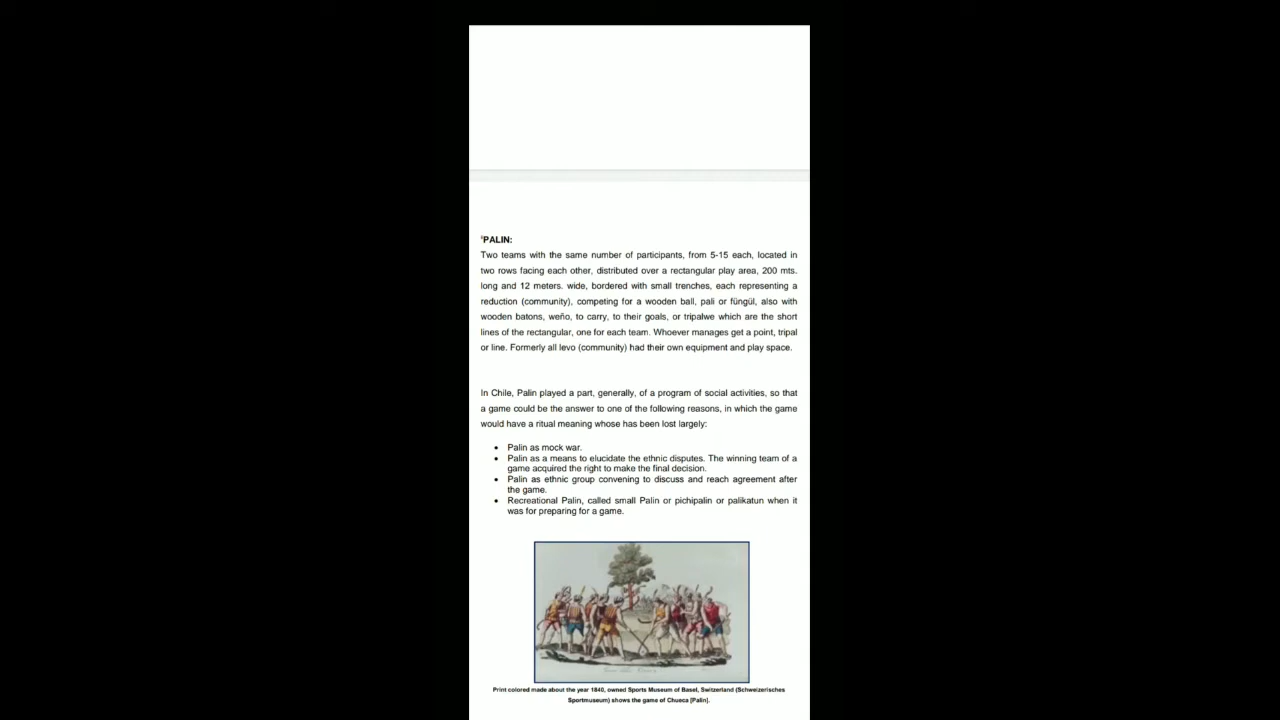 "PALIN:
Two teams with the same number of participants, from 5-15 each, located in
two rows facing each other, distributed over a rectangular play area, 200 mts.
long and 12 meters. wide, bordered with small trenches, each representing a
reduction (community), competing for a wooden ball, pali or füngül, also with
wooden batons, weño, to carry, to their goals, or tripalwe which are the short
lines of the rectangular, one for each team. Whoever manages get a point, tripal
or line. Formerly all levo (community) had their own equipment and play space.
In Chile, Palin played a part, generally, of a program of social activities, so that
a game could be the answer to one of the following reasons, in which the game
would have a ritual meaning whose has been lost largely:
• Palin as mock war.
• Palin as a means to elucidate the ethnic disputes. The winning team of a
game acquired the right to make the final decision.
• Palin as ethnic group convening to discuss and reach agreement after
the game.
• Recreational Palin, called small Palin or pichipalin or palikatun when it
was for preparing for a game.
Print colored made about the year 1840, owned Sports Museum of Basel, Switzerland (Schweizerisches
Sportmuseum) shows the game of Chueca [Palin].